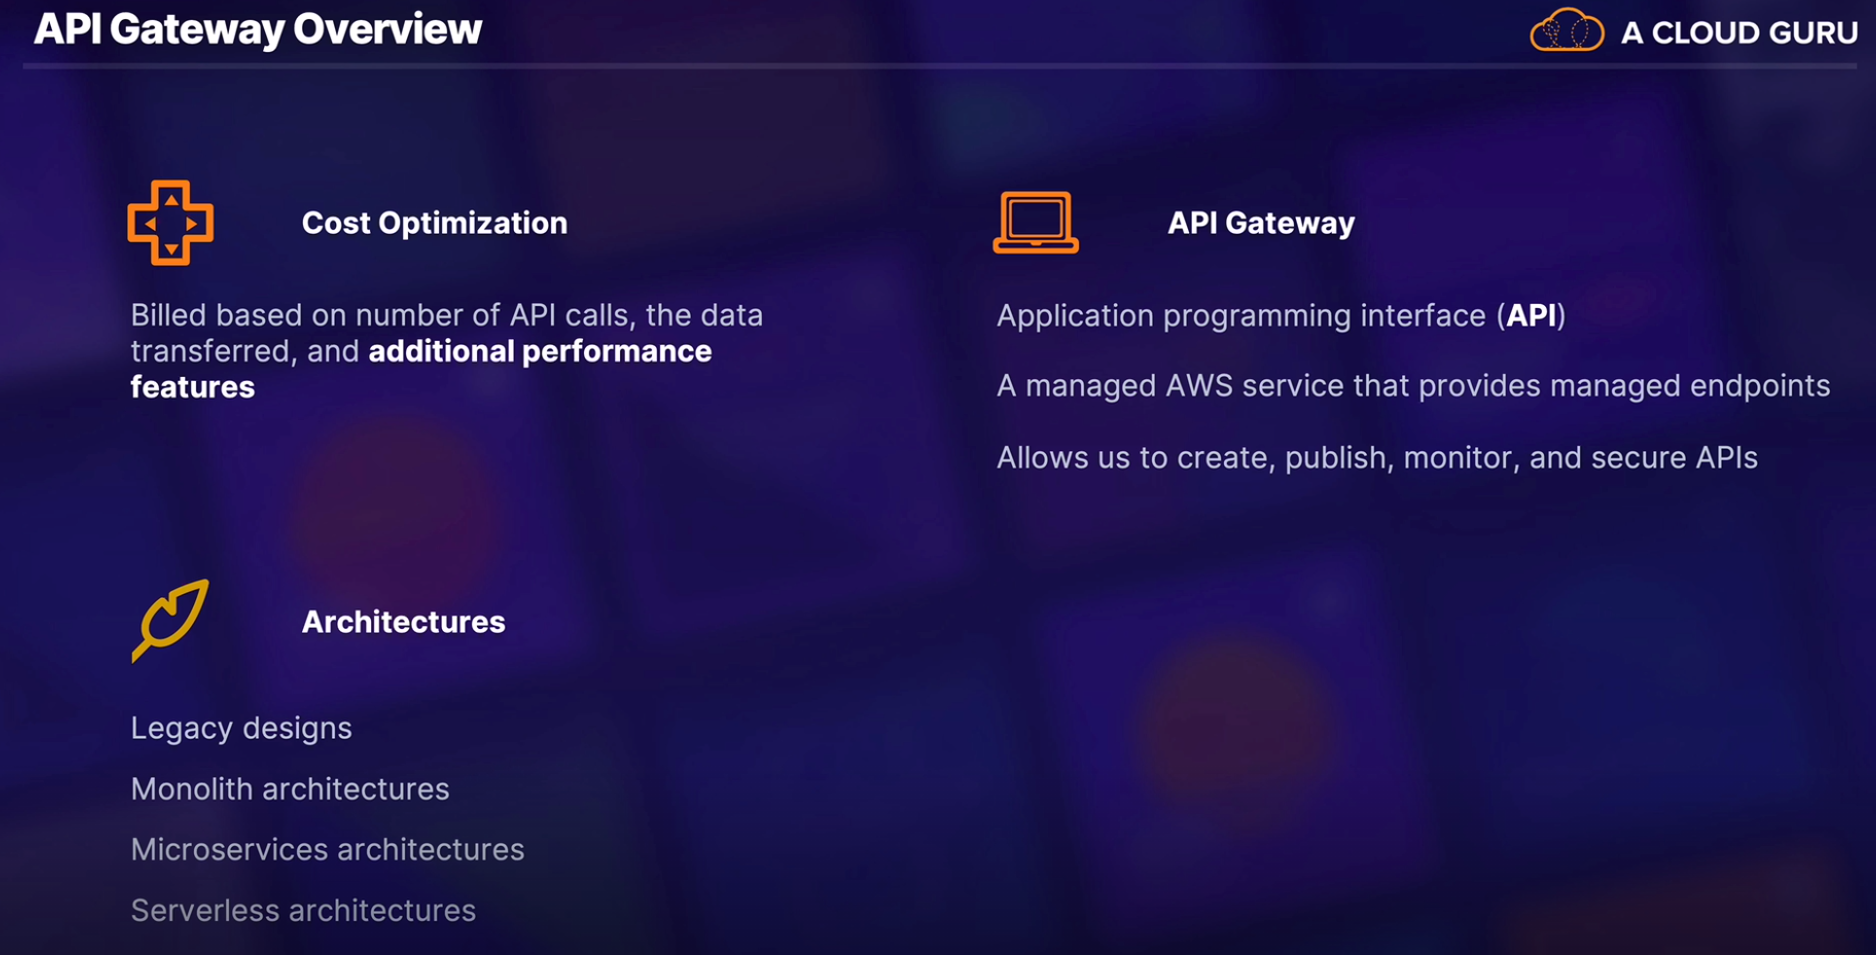 API Gateway Overview
A CLOUD GURU
Cost Optimization
Billed based on number of API calls, the data
transferred, and additional performance
features
API Gateway
Application programming interface (API)
A managed AWS service that provides managed endpoints
Allows us to create, publish, monitor, and secure APIs
Architectures
Legacy designs
Monolith architectures
Microservices architectures
Serverless architectures